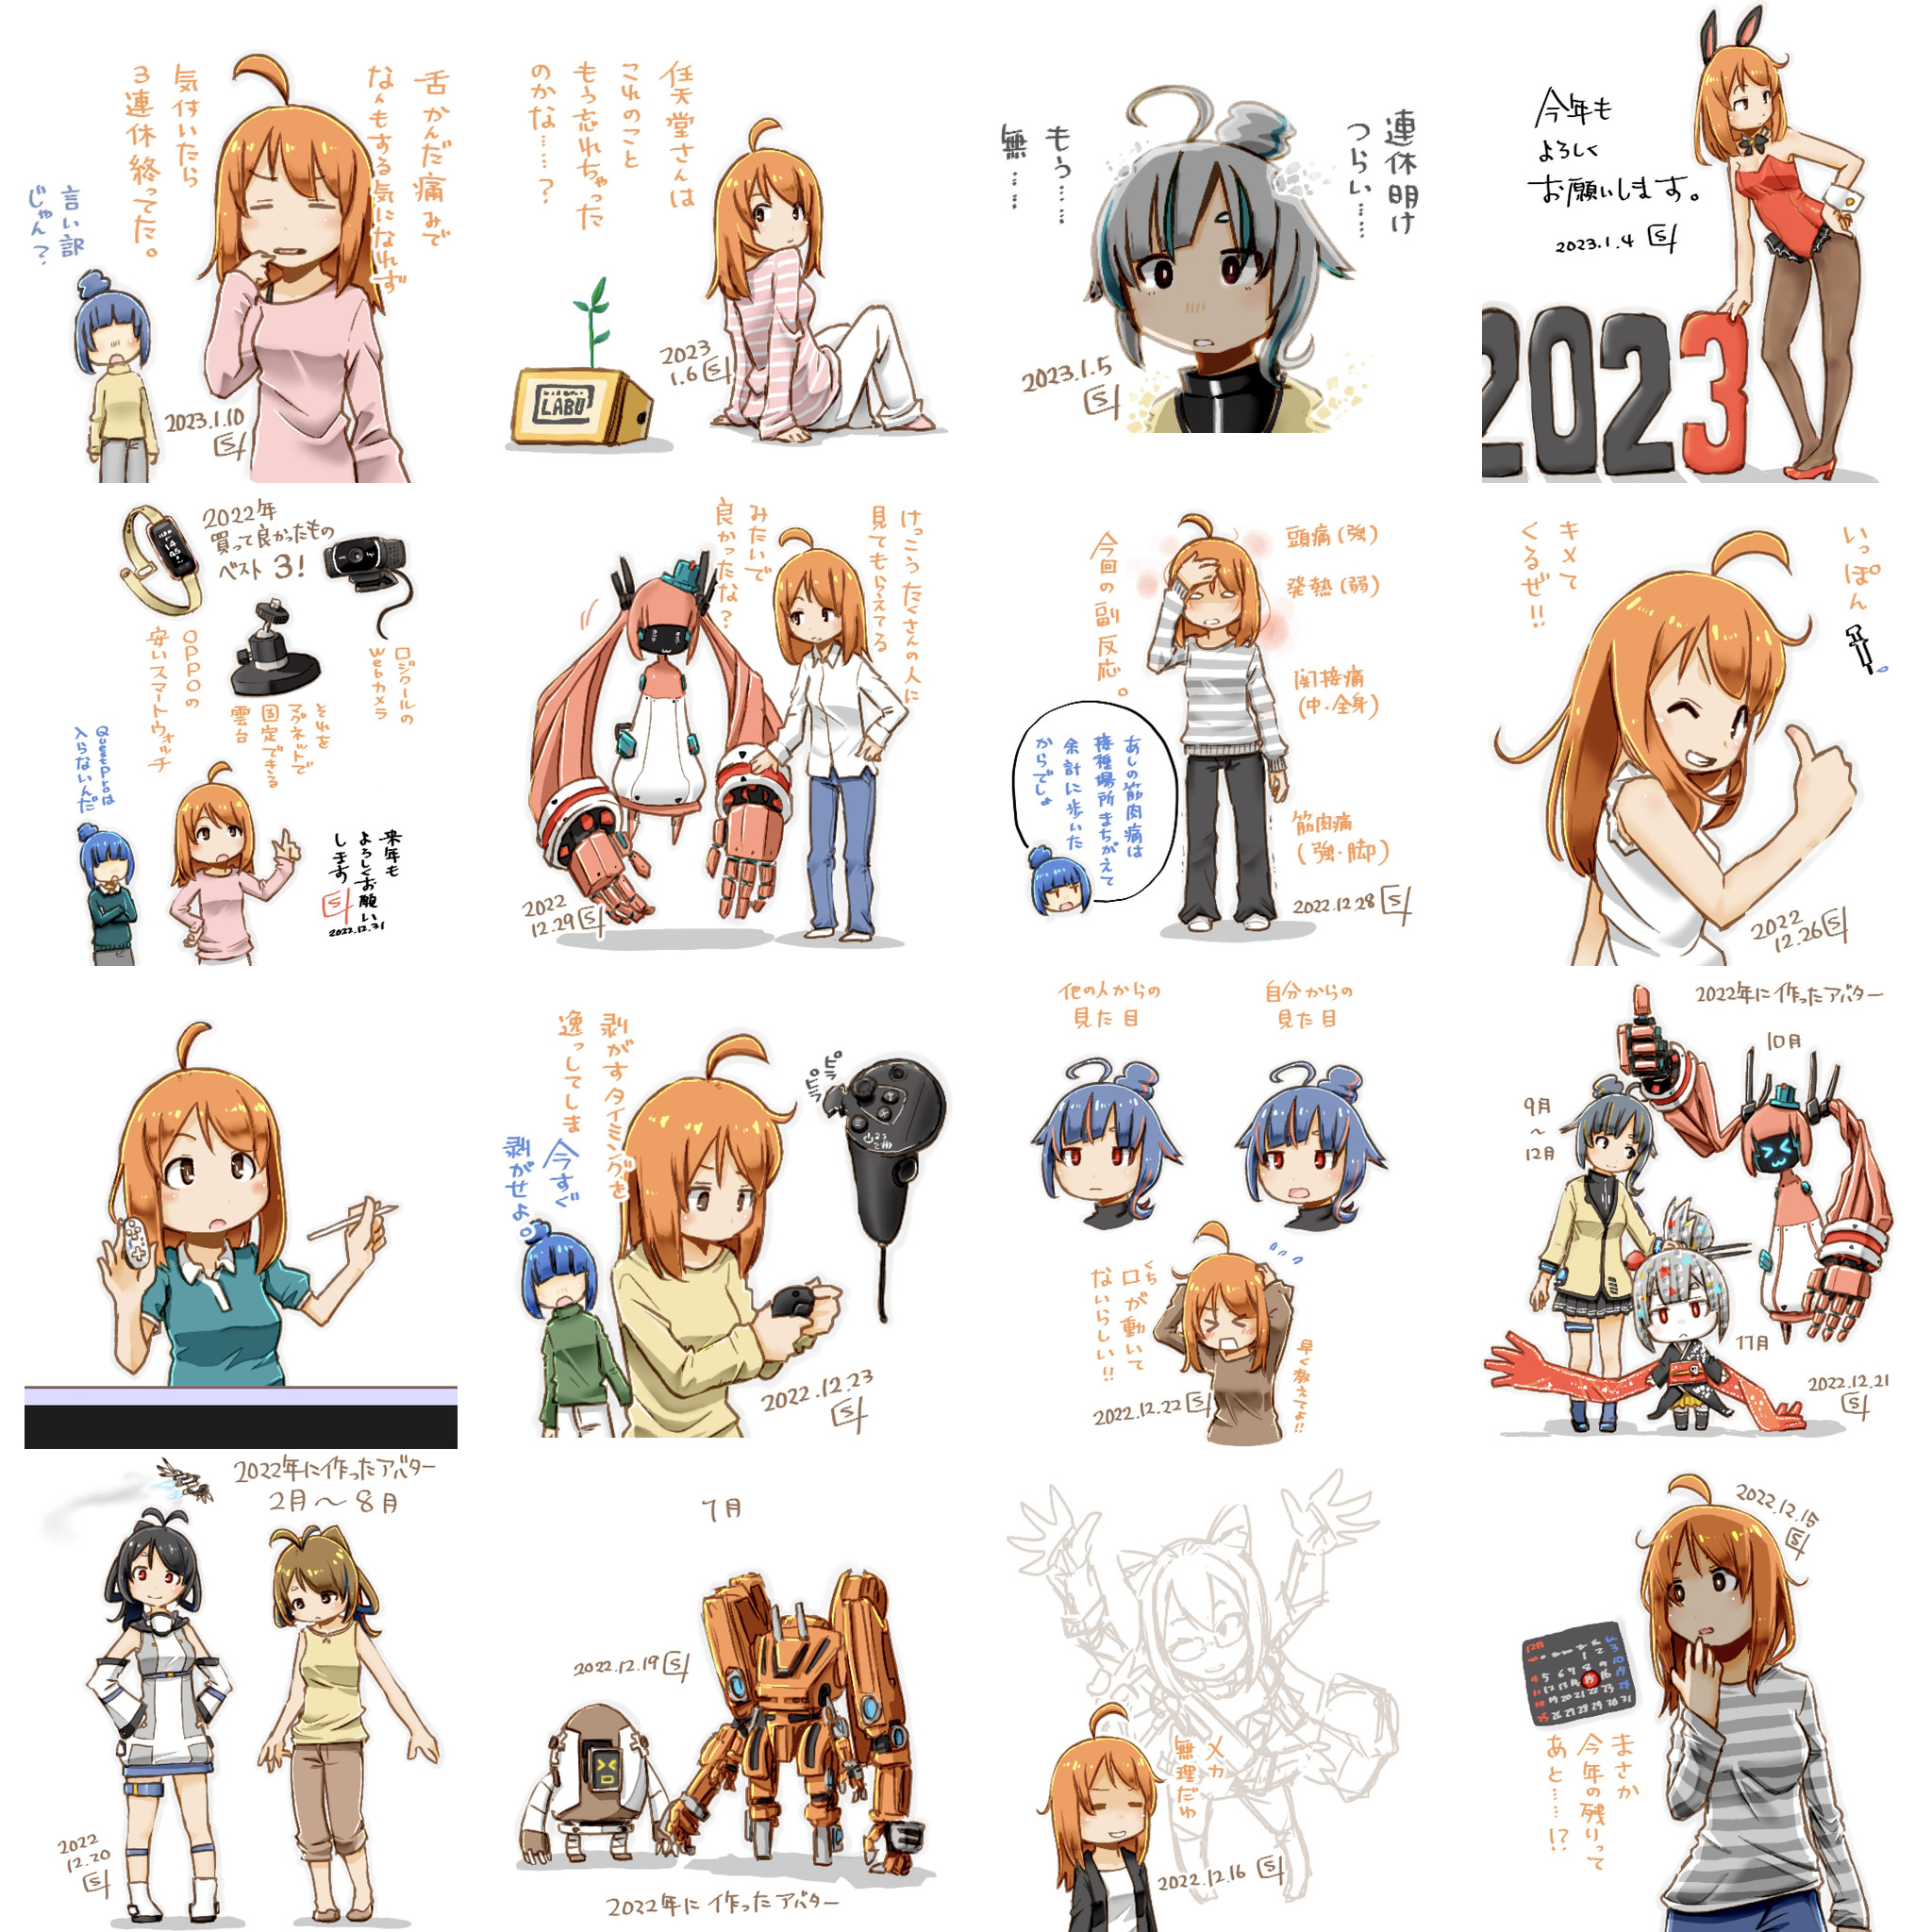 舌かんだ痛みで
なんもする気になれず
気付いたら
3連休終ってた。
言い訳
じゃん?
2023.1.10
任天堂さんは
これのこと
もう忘れちゃった
のかな……?
LABO
2023
1.6
連休明け
つらい……
もう……
無……
2023.1.5
今年も
よろしく
お願いします。
2023.1.4
2023
2022年
買って良かったもの
ベスト3!
ロジクールの
webカメラ
それを
マグネットで
固定できる
雲台
OPPOの
安いスマートウォッチ
QuestProは
入らないんだ
来年も
よろしくお願い
します
2022.12.31
けっこうたくさんの人に
見てもらえてる
みたいで
良かったな?
2022
12.29
今回の副反応。
頭痛(強)
発熱(弱)
関接痛
(中・全身)
筋肉痛
(強・脚)
あしの筋肉痛は
接種場所まちがえて
余計に歩いた
からでしょ
2022.12.28
いっぽん
キメて
くるぜ!!
2022
12.26
剥がすタイミングを
逸ってしま
今すぐ
剥がせよ。
ピラ
ピラ
2022.12.23
他の人からの
見た目
自分からの
見た目
口が動いて
くち
ないらしい!!
早く教えてよ!!
2022.12.22
2022年に作ったアバター
10月
9月
~
12月
11月
2022.12.21
2022年に作ったアバター
2月~8月
2022
12.20
7月
2022.12.19
2022年に作ったアバター
メカ
無理だゆ
2022.12.16
2022.12.15
12月
まさか
今年の残りって
あと……!?